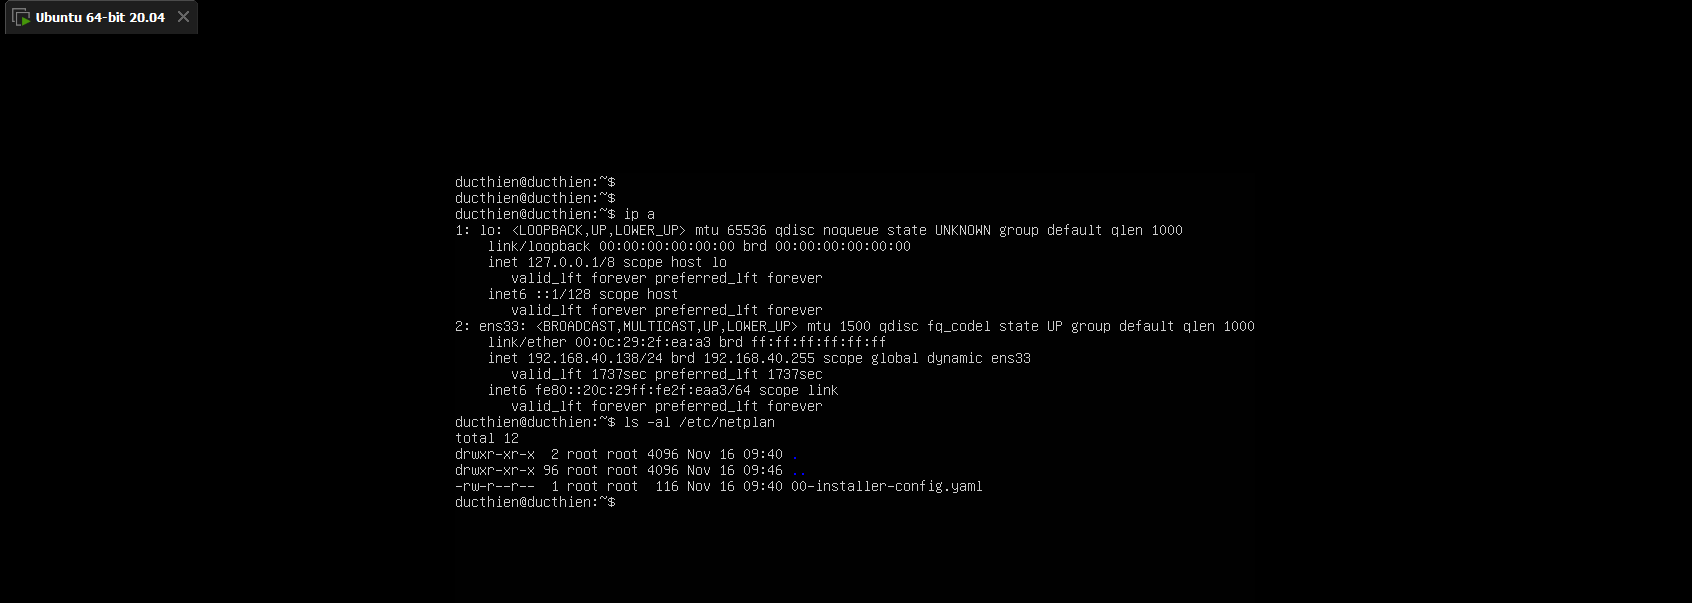 Ubuntu 64-bit 20.04
ducthien@ducthien:~$
ducthien@ducthien:~$
ducthien@ducthien:~$ ip a
1: lo: <LOOPBACK,UP,LOWER_UP> mtu 65536 qdisc noqueue state UNKNOWN group default qlen 1000
    link/loopback 00:00:00:00:00:00 brd 00:00:00:00:00:00
    inet 127.0.0.1/8 scope host lo
       valid_lft forever preferred_lft forever
    inet6 ::1/128 scope host
       valid_lft forever preferred_lft forever
2: ens33: <BROADCAST,MULTICAST,UP,LOWER_UP> mtu 1500 qdisc fq_codel state UP group default qlen 1000
    link/ether 00:0c:29:2f:ea:a3 brd ff:ff:ff:ff:ff:ff
    inet 192.168.40.138/24 brd 192.168.40.255 scope global dynamic ens33
       valid_lft 1737sec preferred_lft 1737sec
    inet6 fe80::20c:29ff:fe2f:eaa3/64 scope link
       valid_lft forever preferred_lft forever
ducthien@ducthien:~$ ls -al /etc/netplan
total 12
drwxr-xr-x  2 root root 4096 Nov 16 09:40 .
drwxr-xr-x 96 root root 4096 Nov 16 09:46 ..
-rw-r--r--  1 root root  116 Nov 16 09:40 00-installer-config.yaml
ducthien@ducthien:~$